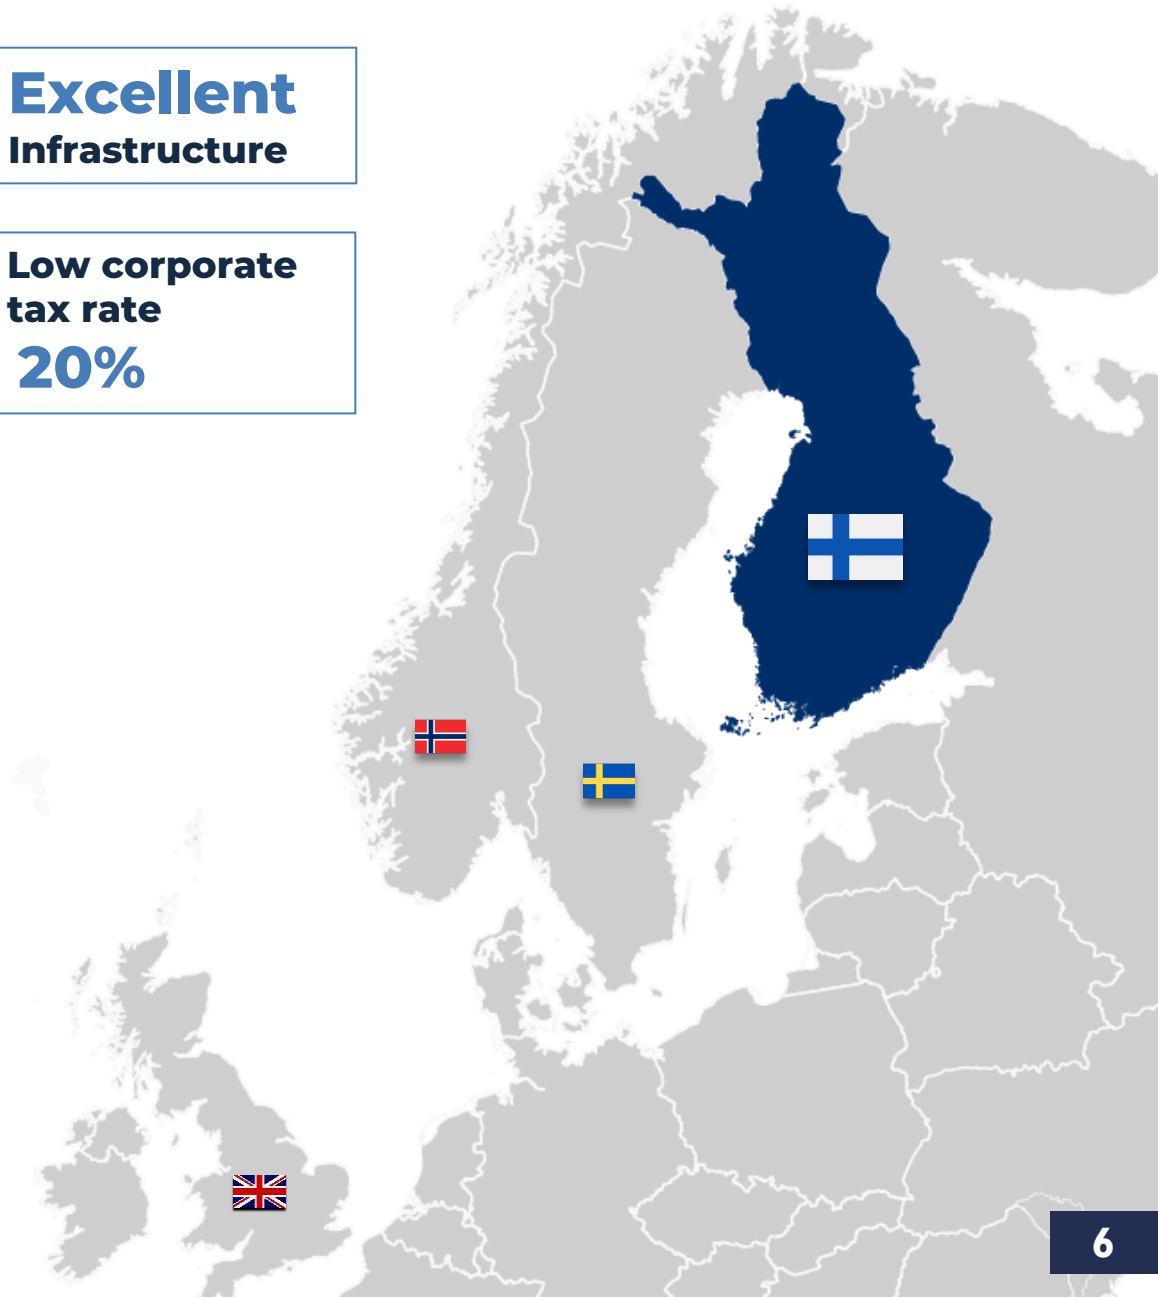 Excellent
Infrastructure
Low corporate
tax rate
20%
6